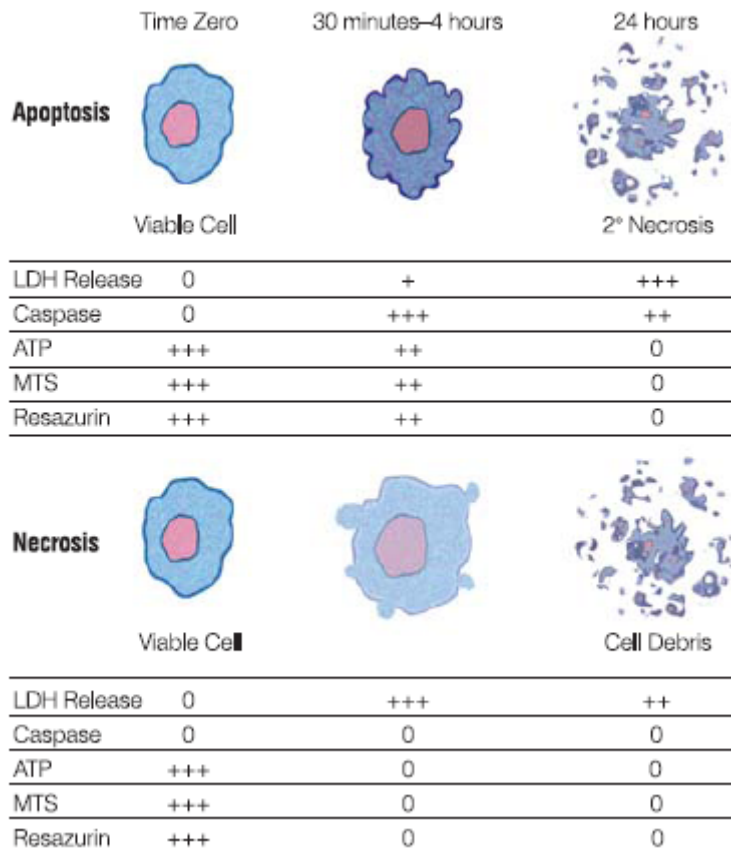 Time Zero 30 minutes–4 hours 24 hours
Apoptosis
Viable Cell 2° Necrosis
LDH Release 0 + +++
Caspase 0 +++ ++
ATP +++ ++ 0
MTS +++ ++ 0
Resazurin +++ ++ 0
Necrosis
Viable Cell Cell Debris
LDH Release 0 +++ ++
Caspase 0 0 0
ATP +++ 0 0
MTS +++ 0 0
Resazurin +++ 0 0